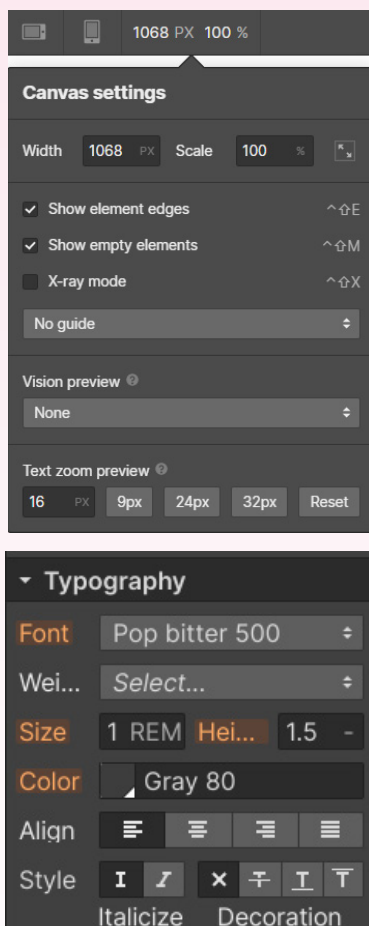 1068 PX 100 %
Canvas settings
Width 1068 PX Scale 100 %
Show element edges ^⇧E
Show empty elements ^⇧M
X-ray mode ^⇧X
No guide
Vision preview ?
None
Text zoom preview ?
16 PX 9px 24px 32px Reset
Typography
Font Pop bitter 500
Wei... Select...
Size 1 REM Hei... 1.5 -
Color Gray 80
Align
Style I I X T T T
Italicize Decoration